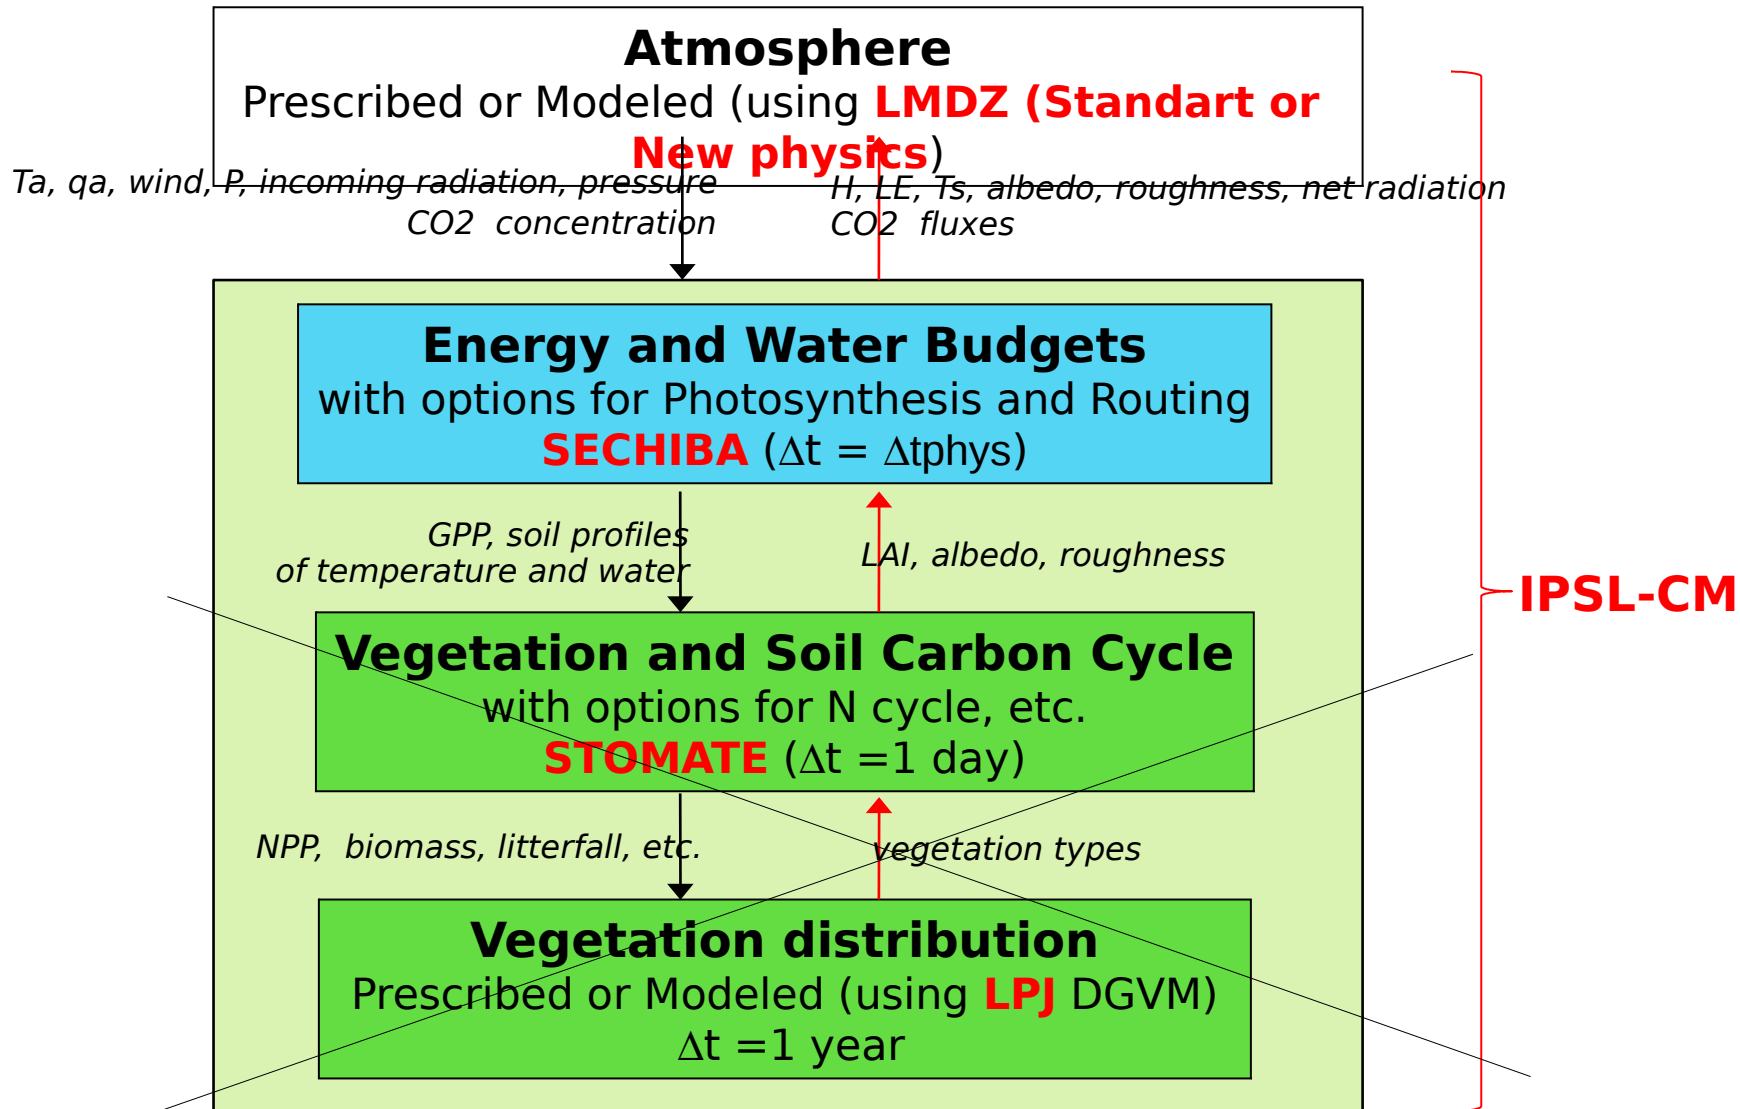 Atmosphere
Prescribed or Modeled (using LMDZ (Standart or
New physics)
Ta, qa, wind, P, incoming radiation, pressure
CO2  concentration
H, LE, Ts, albedo, roughness, net radiation
CO2  fluxes
Energy and Water Budgets
with options for Photosynthesis and Routing
SECHIBA (Δt = Δtphys)
GPP, soil profiles
of temperature and water
LAI, albedo, roughness
IPSL-CM
Vegetation and Soil Carbon Cycle
with options for N cycle, etc.
STOMATE (Δt =1 day)
NPP,  biomass, litterfall, etc.
vegetation types
Vegetation distribution
Prescribed or Modeled (using LPJ DGVM)
Δt =1 year